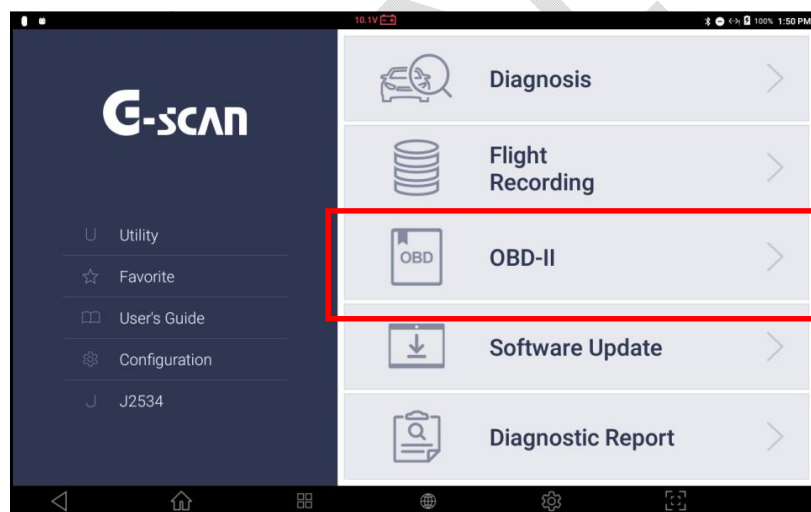 10.1V
100% 1:50 PM
G-scan
U Utility
Favorite
User's Guide
Configuration
J J2534
Diagnosis
Flight
Recording
OBD
OBD-II
Software Update
Diagnostic Report